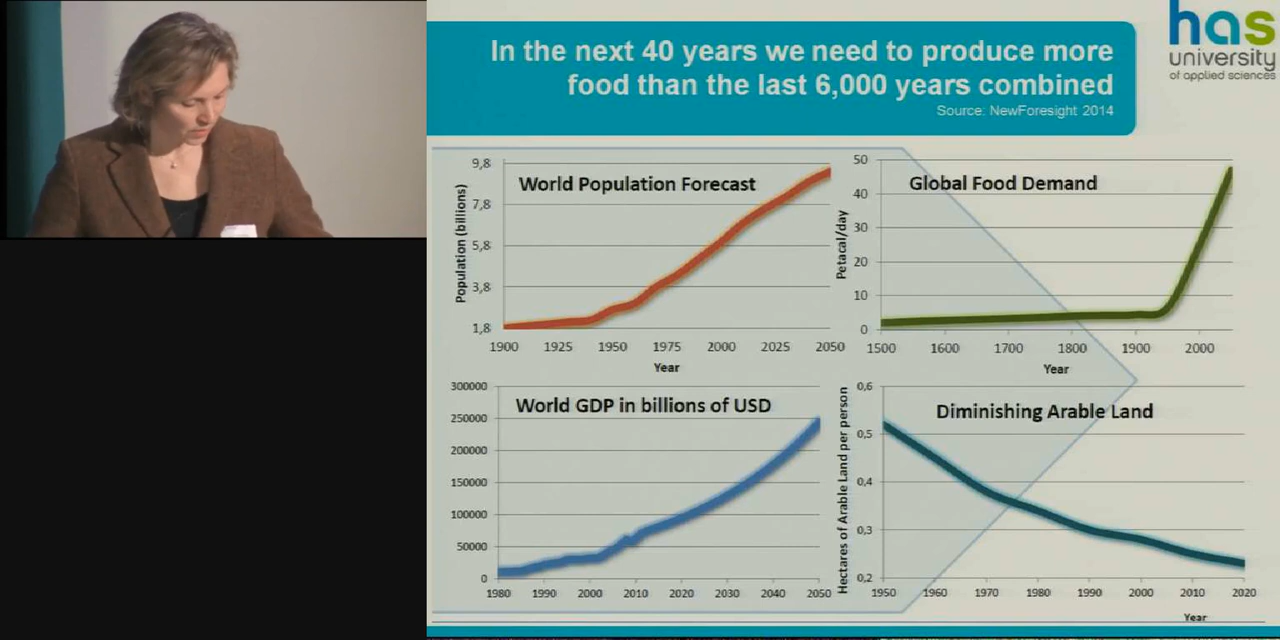 has
university
of applied sciences
In the next 40 years we need to produce more
food than the last 6,000 years combined
Source: NewForesight 2014
World Population Forecast
Population (billions)
9,8
7,8
5,8
3,8
1,8
1900 1925 1950 1975 2000 2025 2050
Year
Global Food Demand
Petacal/day
50
40
30
20
10
0
1500 1600 1700 1800 1900 2000
Year
World GDP in billions of USD
300000
250000
200000
150000
100000
50000
0
1980 1990 2000 2010 2020 2030 2040 2050
Diminishing Arable Land
Hectares of Arable Land per person
0,6
0,5
0,4
0,3
0,2
1950 1960 1970 1980 1990 2000 2010 2020
Year